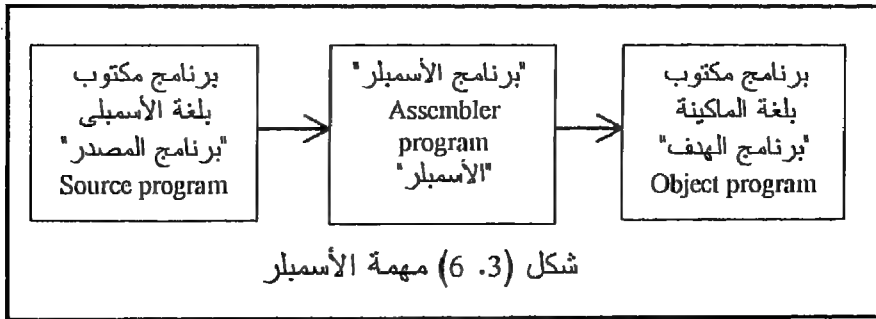 برنامج مكتوب
بلغة الأسمبلى
"برنامج المصدر"
Source program
"برنامج الأسمبلر"
Assembler
program
"الأسمبلر"
برنامج مكتوب
بلغة الماكينة
"برنامج الهدف"
Object program
شكل (3. 6) مهمة الأسمبلر